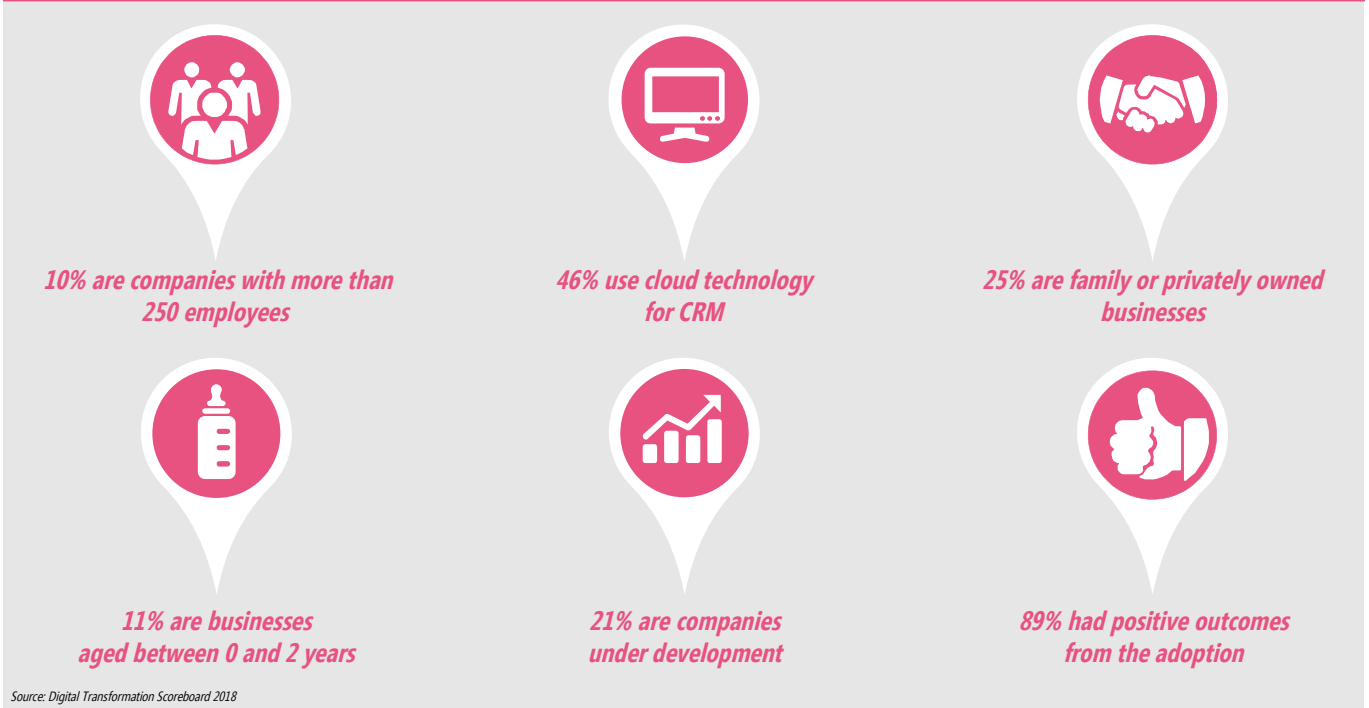 10% are companies with more than
250 employees
46% use cloud technology
for CRM
25% are family or privately owned
businesses
11% are businesses
aged between 0 and 2 years
21% are companies
under development
89% had positive outcomes
from the adoption
Source: Digital Transformation Scoreboard 2018